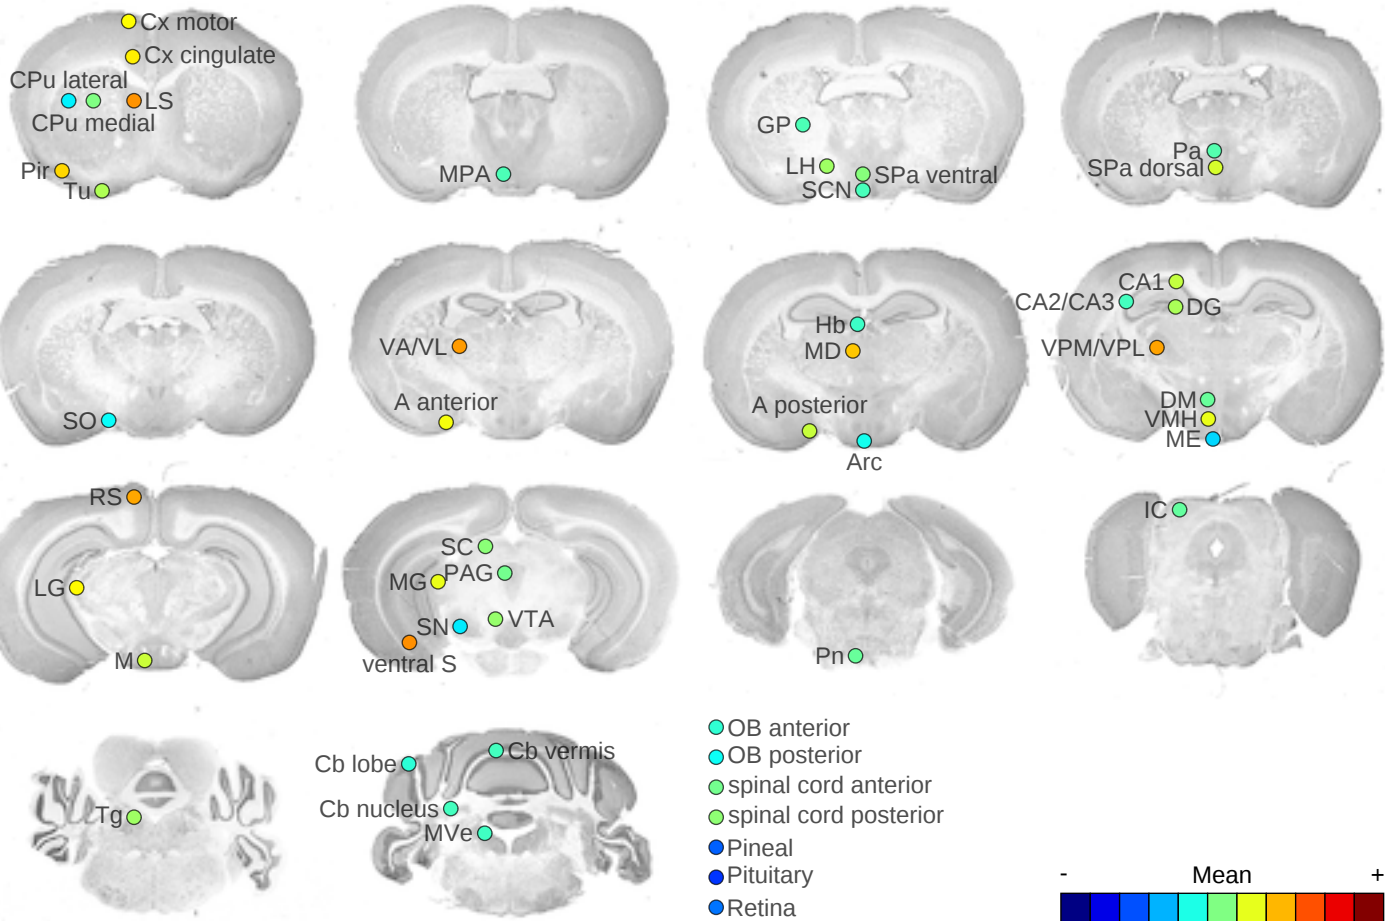 Cx motor
Cx cingulate
CPu lateral
LS
CPu medial
Pir
Tu
MPA
GP
LH
SPa ventral
SCN
Pa
SPa dorsal
SO
VA/VL
A anterior
Hb
MD
A posterior
Arc
CA1
CA2/CA3
DG
VPM/VPL
DM
VMH
ME
RS
LG
M
SC
PAG
MG
VTA
SN
ventral S
Pn
IC
Tg
Cb vermis
Cb lobe
Cb nucleus
MVe
OB anterior
OB posterior
spinal cord anterior
spinal cord posterior
Pineal
Pituitary
Retina
- Mean +